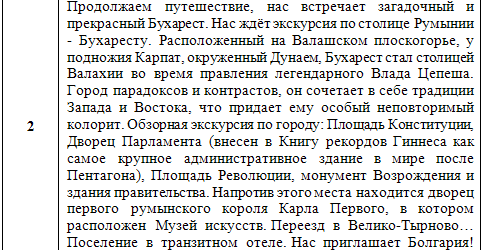 Продолжаем путешествие, нас встречает загадочный и
прекрасный Бухарест. Нас ждёт экскурсия по столице Румынии
- Бухаресту. Расположенный на Валашском плоскогорье, у
подножия Карпат, окруженный Дунаем, Бухарест стал столицей
Валахии во время правления легендарного Влада Цепеша.
Город парадоксов и контрастов, он сочетает в себе традиции
Запада и Востока, что придает ему особый неповторимый
колорит. Обзорная экскурсия по городу: Площадь Конституции,
2
Дворец Парламента (внесен в Книгу рекордов Гиннеса как
самое крупное административное здание в мире после
Пентагона), Площадь Революции, монумент Возрождения и
здания правительства. Напротив этого места находится дворец
первого румынского короля Карла Первого, в котором
расположен Музей искусств. Переезд в Велико-Тырново…
Поселение в транзитном отеле. Нас приглашает Болгария!